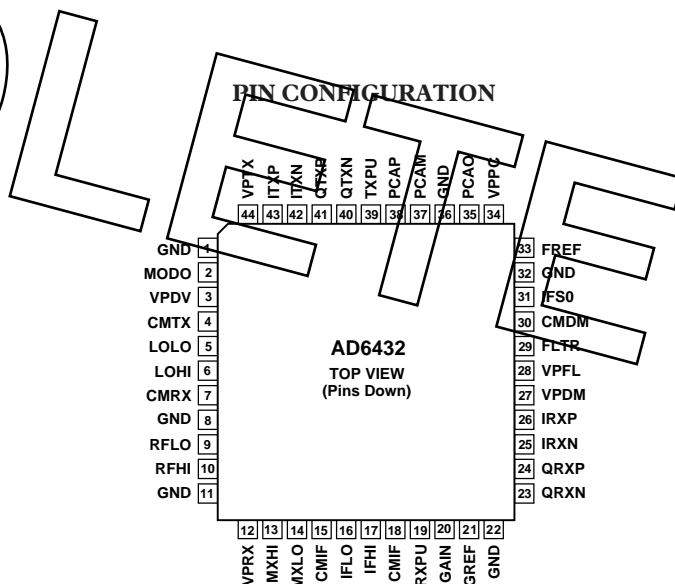 PIN CONFIGURATION
VPTX ITXP ITXN QTXP QTXN TXPU PCAP PCAM GND PCAO VPPC
44 43 42 41 40 39 38 37 36 35 34
GND 1
MODO 2
VPDV 3
CMTX 4
LOLO 5
LOHI 6
CMRX 7
GND 8
RFLO 9
RFHI 10
GND 11
AD6432
TOP VIEW
(Pins Down)
33 FREF
32 GND
31 IFS0
30 CMDM
29 FLTR
28 VPFL
27 VPDM
26 IRXP
25 IRXN
24 QRXP
23 QRXN
12 13 14 15 16 17 18 19 20 21 22
VPRX MXHI MXLO CMIF IFLO IFHI CMIF RXPU GAIN GREF GND
LETE